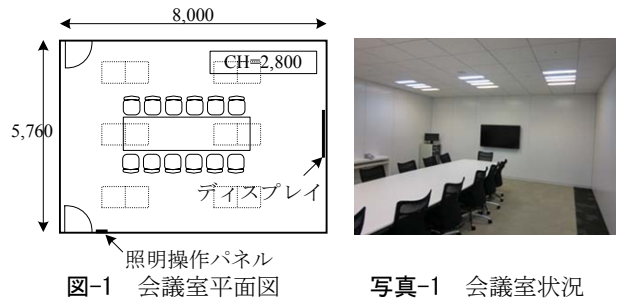 8,000
CH=2,800
5,760
ディスプレイ
照明操作パネル
図-1 会議室平面図
写真-1 会議室状況